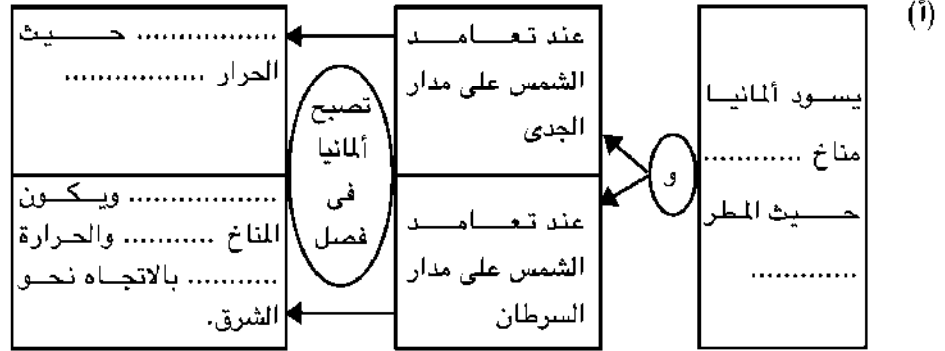 (أ)
يسود ألمانيا
مناخ ............
حيث المطر
.............
و
عند تعامد
الشمس على مدار
الجدى
عند تعامد
الشمس على مدار
السرطان
تصبح
ألمانيا
فى
فصل
................. حيث
الحرار .................
.................. ويكون
المناخ ........... والحرارة
........... بالاتجاه نحو
الشرق.